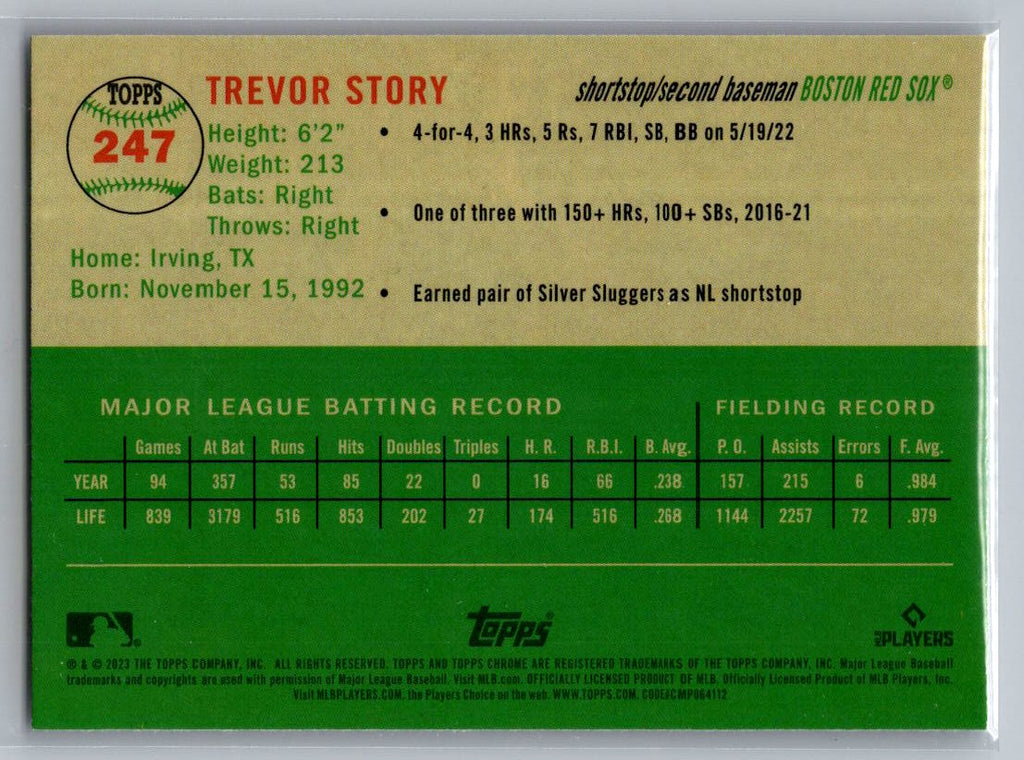 TOPPS
247
TREVOR STORY
shortstop/second baseman BOSTON RED SOX®
Height: 6'2"
Weight: 213
Bats: Right
Throws: Right
Home: Irving, TX
Born: November 15, 1992
• 4-for-4, 3 HRs, 5 Rs, 7 RBI, SB, BB on 5/19/22
• One of three with 150+ HRs, 100+ SBs, 2016-21
• Earned pair of Silver Sluggers as NL shortstop
MAJOR LEAGUE BATTING RECORD FIELDING RECORD
Games At Bat Runs Hits Doubles Triples H. R. R.B.I. B. Avg. P. O. Assists Errors F. Avg.
YEAR 94 357 53 85 22 0 16 66 .238 157 215 6 .984
LIFE 839 3179 516 853 202 27 174 516 .268 1144 2257 72 .979
Topps®
MLB PLAYERS
® & © 2023 THE TOPPS COMPANY, INC. ALL RIGHTS RESERVED. TOPPS AND TOPPS CHROME ARE REGISTERED TRADEMARKS OF THE TOPPS COMPANY, INC. Major League Baseball
trademarks and copyrights are used with permission of Major League Baseball. Visit MLB.com. OFFICIALLY LICENSED PRODUCT OF MLB. Officially Licensed Product of MLB Players, Inc.
Visit MLBPLAYERS.COM, the Players Choice on the web. WWW.TOPPS.COM. CODE#CMP064112